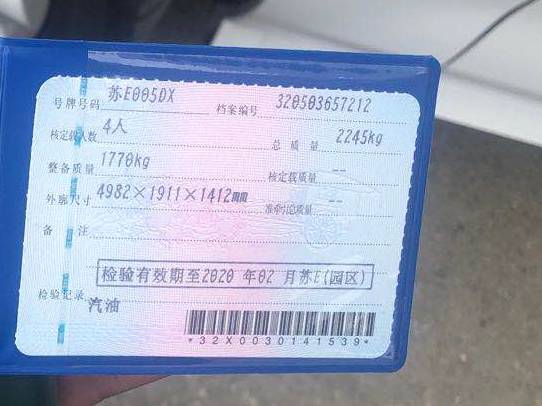 号牌号码 苏E005DX 档案编号 320503657212
核定载人数 4人 总质量 2245kg
整备质量 1770kg 核定载质量 --
外廓尺寸 4982×1911×1412mm 准牵引总质量 --
备注
检验有效期至2020年02月苏E(园区)
检验记录
汽油
*32X0030141539*